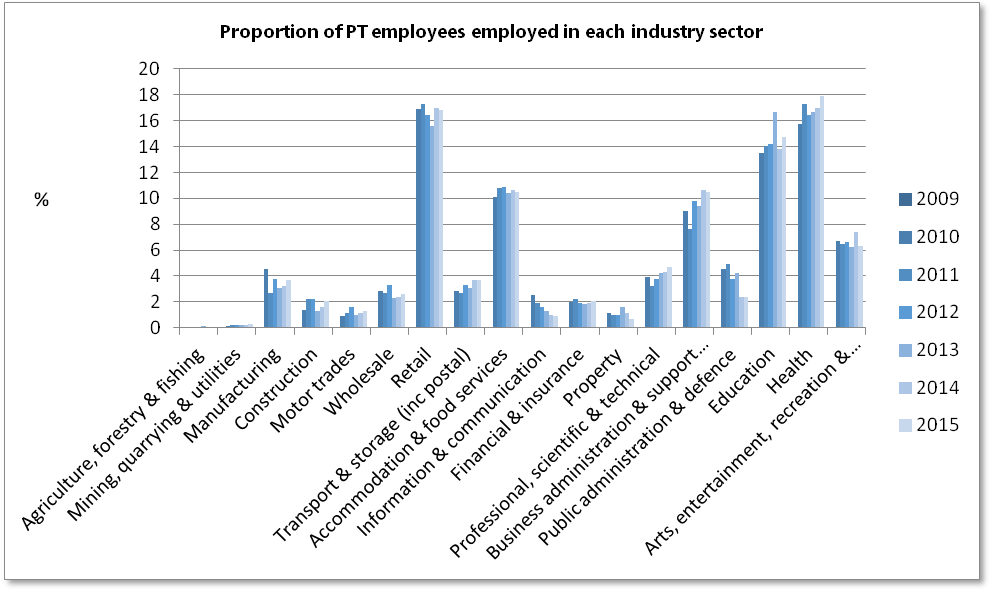 Proportion of PT employees employed in each industry sector
20
18
16
14
12
10
8
6
4
2
0
%
Agriculture, forestry & fishing
Mining, quarrying & utilities
Manufacturing
Construction
Motor trades
Wholesale
Retail
Transport & storage (inc postal)
Accommodation & food services
Information & communication
Financial & insurance
Property
Professional, scientific & technical
Business administration & support...
Public administration & defence
Education
Health
Arts, entertainment, recreation &...
2009
2010
2011
2012
2013
2014
2015